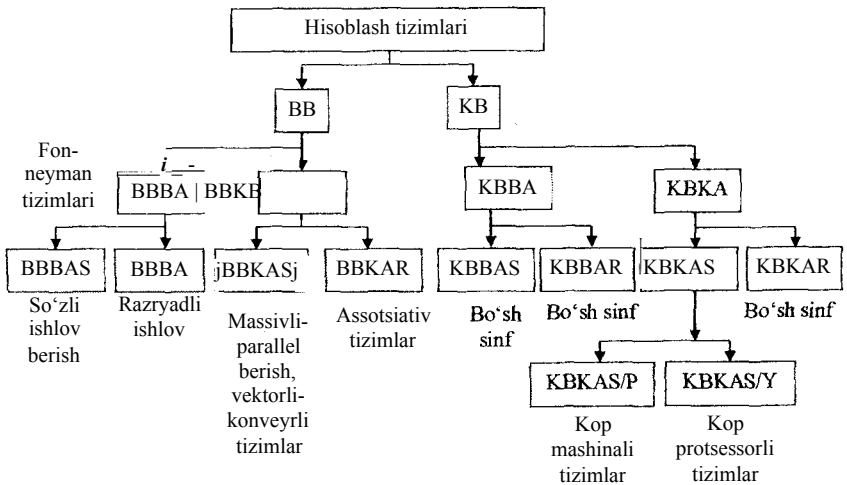 Hisoblash tizimlari
BB
KB
Fon-
neyman
tizimlari
i_-
BBBA | BBKB
KBBA
KBKA
BBBAS
BBBA
jBBKASj
BBKAR
KBBAS
KBBAR
KBKAS
KBKAR
So‘zli
ishlov
berish
Razryadli
ishlov
Massivli-
parallel
berish,
vektorli-
konveyrli
tizimlar
Assotsiativ
tizimlar
Bo‘sh
sinf
Bo‘sh sinf
Bo‘sh sinf
KBKAS/P
KBKAS/Y
Kop
mashinali
tizimlar
Kop
protsessorli
tizimlar